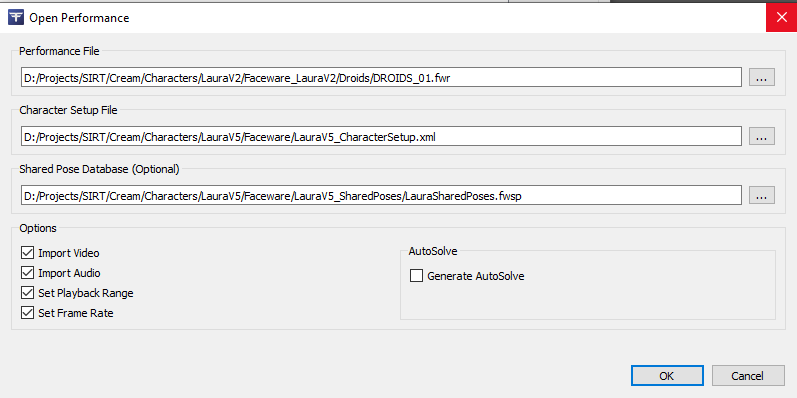 Open Performance
Performance File
D:/Projects/SIRT/Cream/Characters/LauraV2/Faceware_LauraV2/Droids/DROIDS_01.fwr
...
Character Setup File
D:/Projects/SIRT/Cream/Characters/LauraV5/Faceware/LauraV5_CharacterSetup.xml
...
Shared Pose Database (Optional)
D:/Projects/SIRT/Cream/Characters/LauraV5/Faceware/LauraV5_SharedPoses/LauraSharedPoses.fwsp
...
Options
Import Video
Import Audio
Set Playback Range
Set Frame Rate
AutoSolve
Generate AutoSolve
OK
Cancel